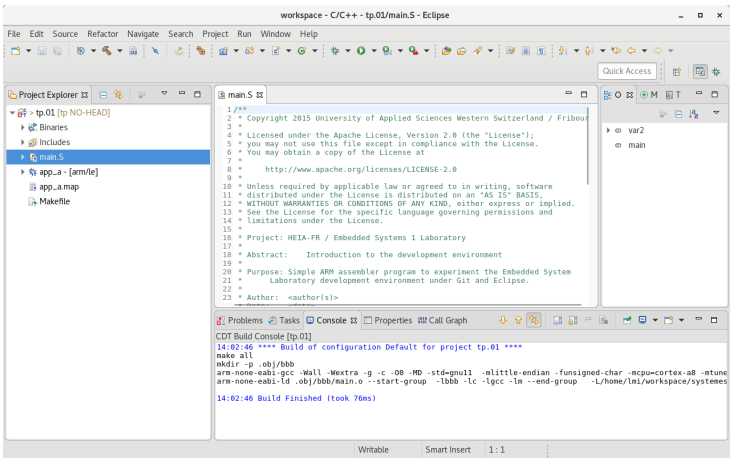 workspace - C/C++ - tp.01/main.S - Eclipse
File Edit Source Refactor Navigate Search Project Run Window Help
Quick Access
Project Explorer
> tp.01 [tp NO-HEAD]
Binaries
Includes
main.S
app_a - [arm/le]
app_a.map
Makefile
main.S
1 /**
2 * Copyright 2015 University of Applied Sciences Western Switzerland / Fribour
3 *
4 * Licensed under the Apache License, Version 2.0 (the "License");
5 * you may not use this file except in compliance with the License.
6 * You may obtain a copy of the License at
7 *
8 * http://www.apache.org/licenses/LICENSE-2.0
9 *
10 * Unless required by applicable law or agreed to in writing, software
11 * distributed under the License is distributed on an "AS IS" BASIS,
12 * WITHOUT WARRANTIES OR CONDITIONS OF ANY KIND, either express or implied.
13 * See the License for the specific language governing permissions and
14 * limitations under the License.
15 *
16 * Project: HEIA-FR / Embedded Systems 1 Laboratory
17 *
18 * Abstract: Introduction to the development environment
19 *
20 * Purpose: Simple ARM assembler program to experiment the Embedded System
21 * Laboratory development environment under Git and Eclipse.
22 *
23 * Author: <author(s)>
O M T
var2
main
Problems Tasks Console Properties Call Graph
CDT Build Console [tp.01]
14:02:46 **** Build of configuration Default for project tp.01 ****
make all
mkdir -p .obj/bbb
arm-none-eabi-gcc -Wall -Wextra -g -c -O0 -MD -std=gnu11 -mlittle-endian -funsigned-char -mcpu=cortex-a8 -mtune
arm-none-eabi-ld .obj/bbb/main.o --start-group -lbbb -lc -lgcc -lm --end-group -L/home/lmi/workspace/systemes
14:02:46 Build Finished (took 76ms)
Writable Smart Insert 1 : 1